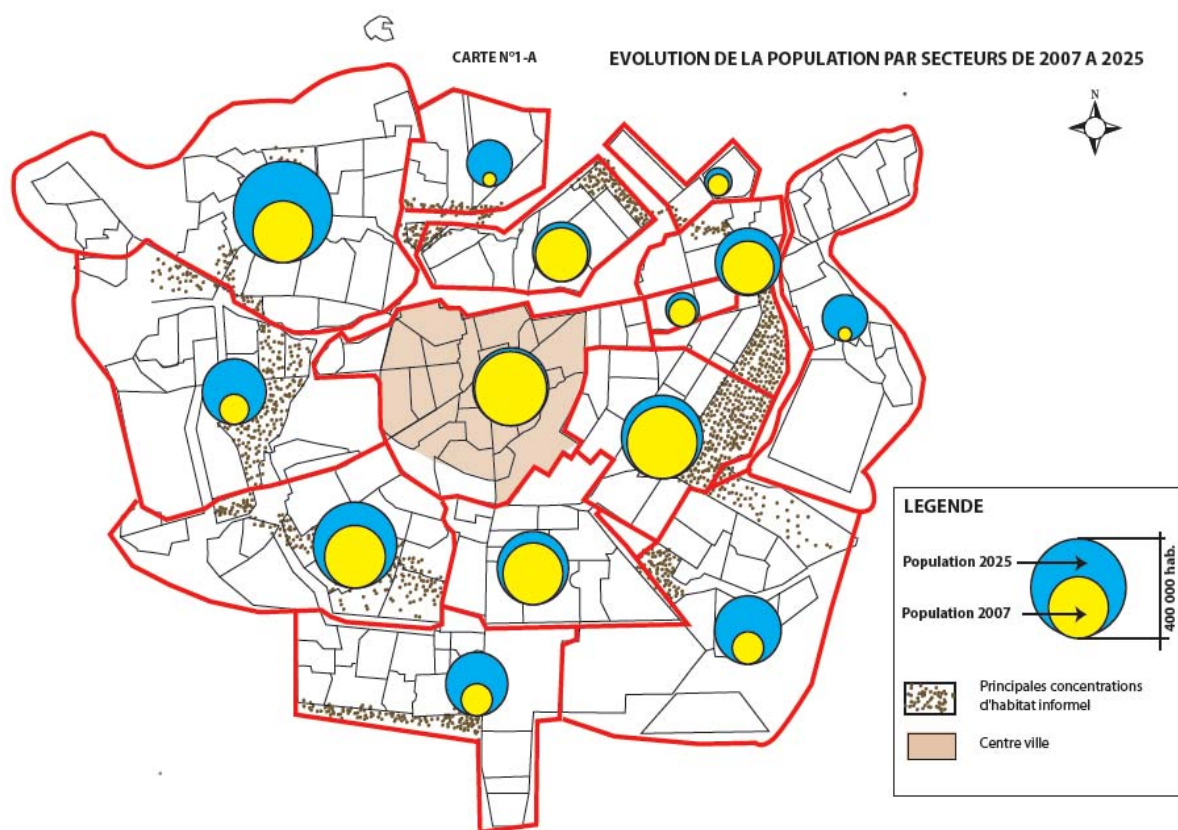 CARTE N°1-A
EVOLUTION DE LA POPULATION PAR SECTEURS DE 2007 A 2025
N
LEGENDE
Population 2025
Population 2007
400 000 hab.
Principales concentrations
d'habitat informel
Centre ville